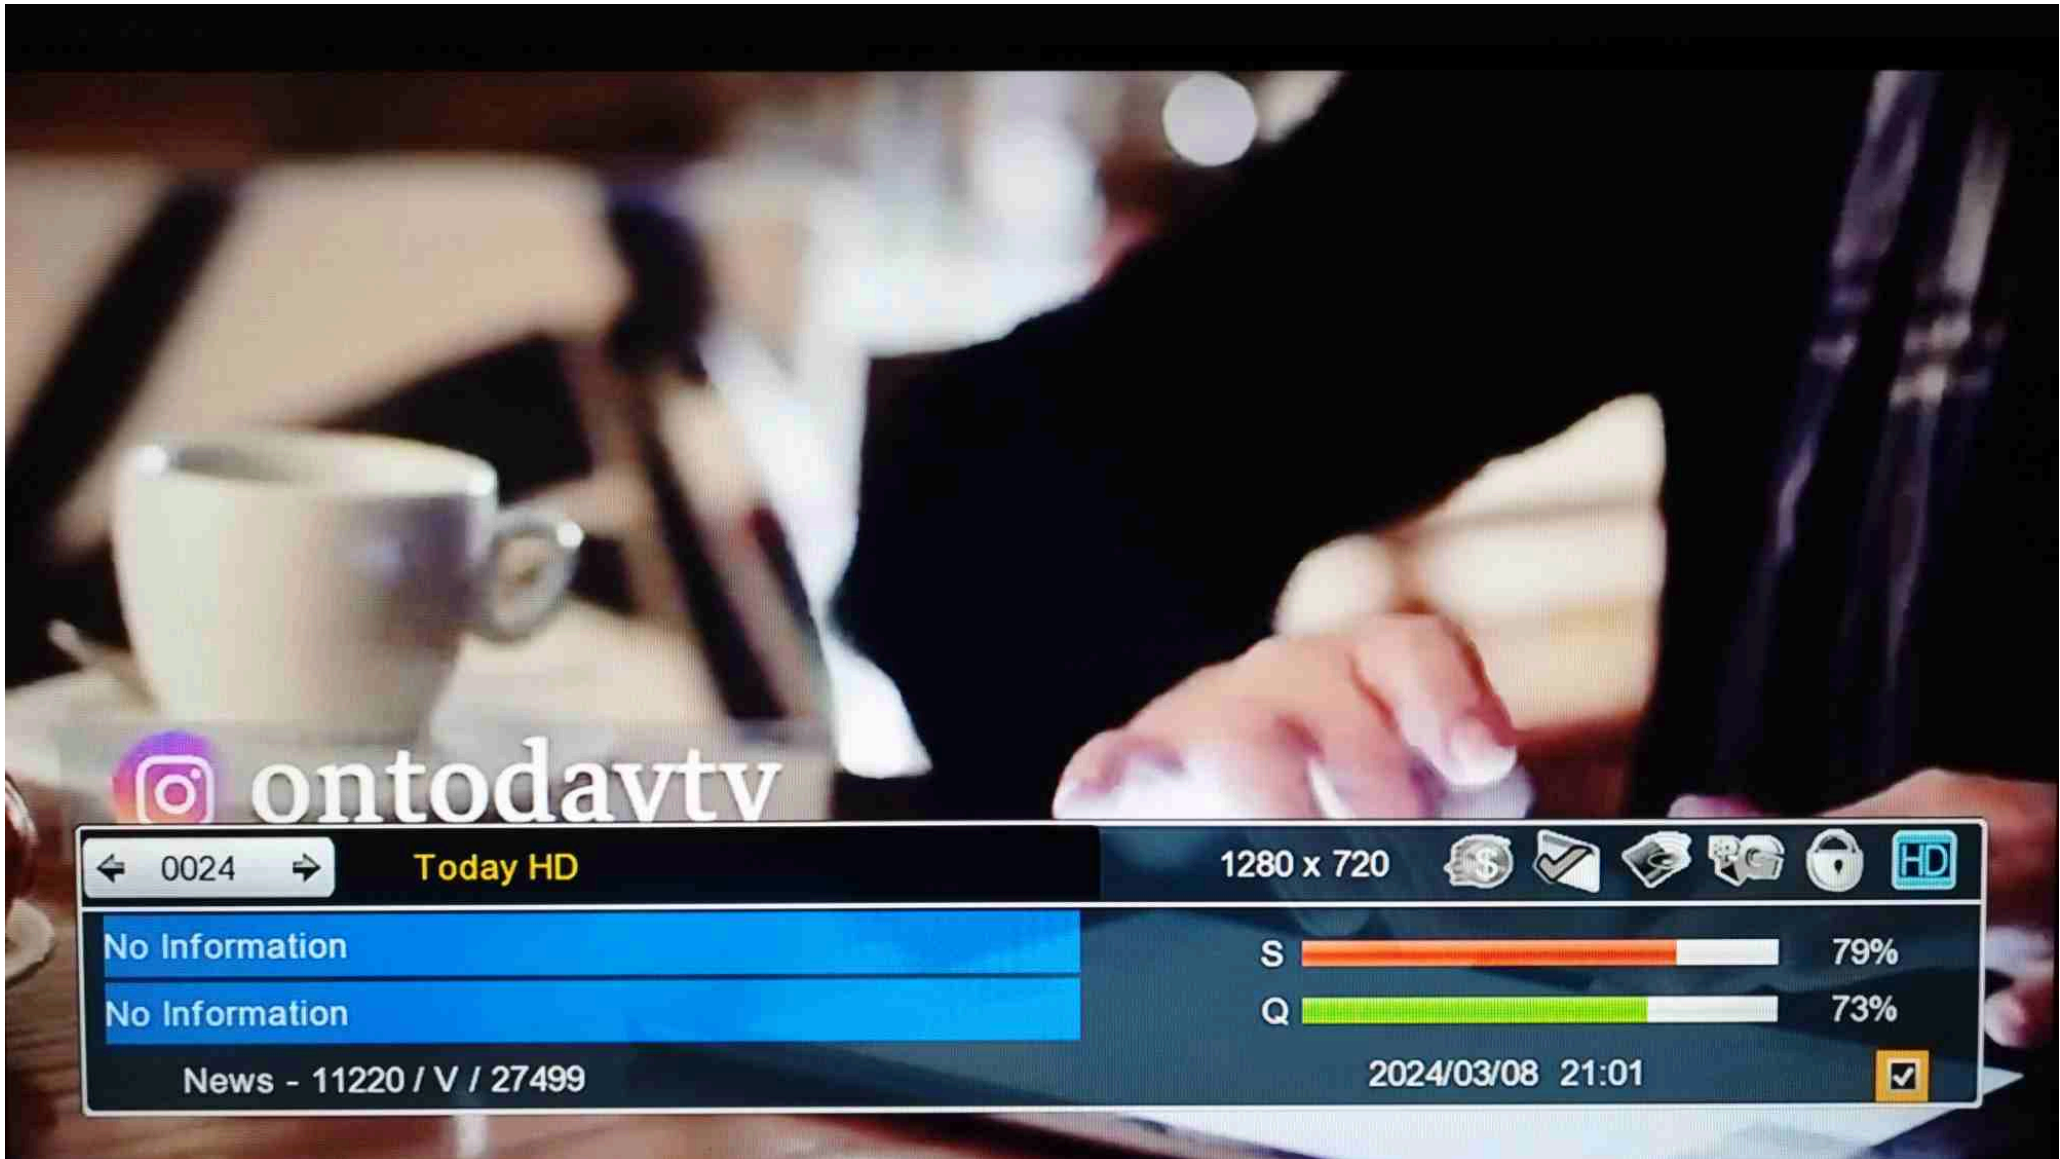 ontodaytv
0024 Today HD 1280 x 720 $ HD
No Information S 79%
No Information Q 73%
News - 11220 / V / 27499 2024/03/08 21:01